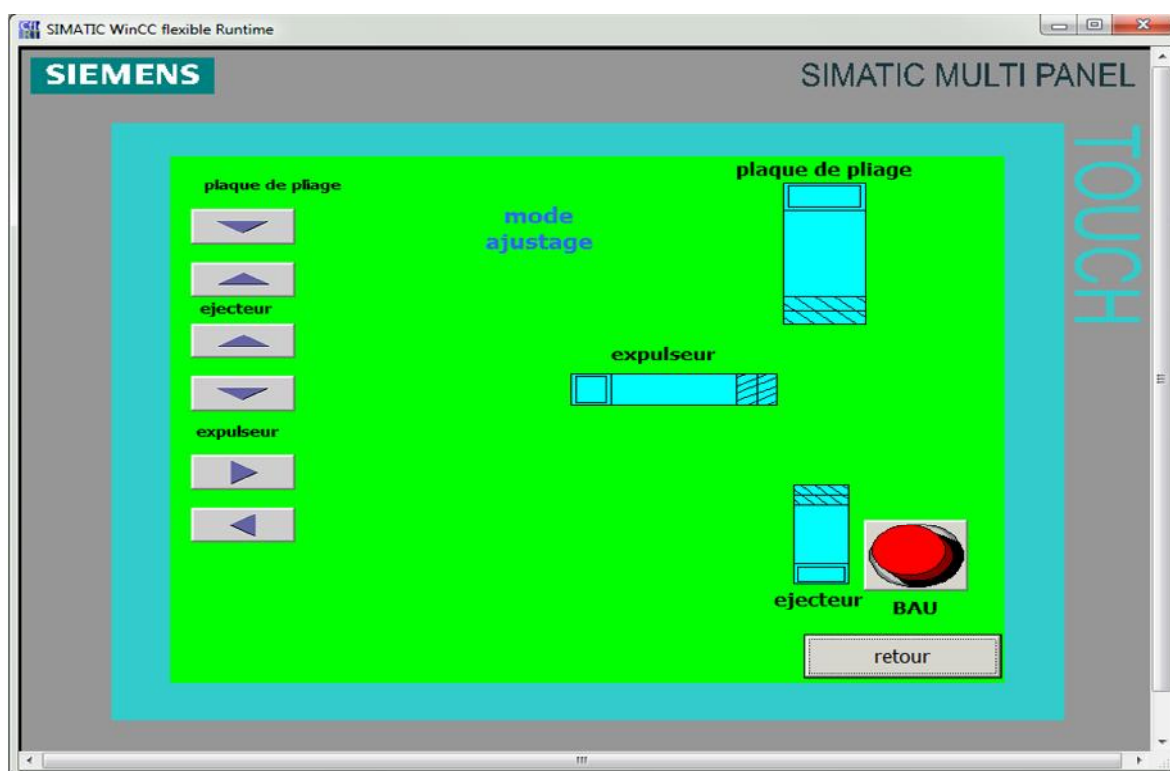 SIMATIC WinCC flexible Runtime
SIEMENS
SIMATIC MULTI PANEL
TOUCH
plaque de pliage
mode
ajustage
ejecteur
expulseur
plaque de pliage
expulseur
ejecteur
BAU
retour